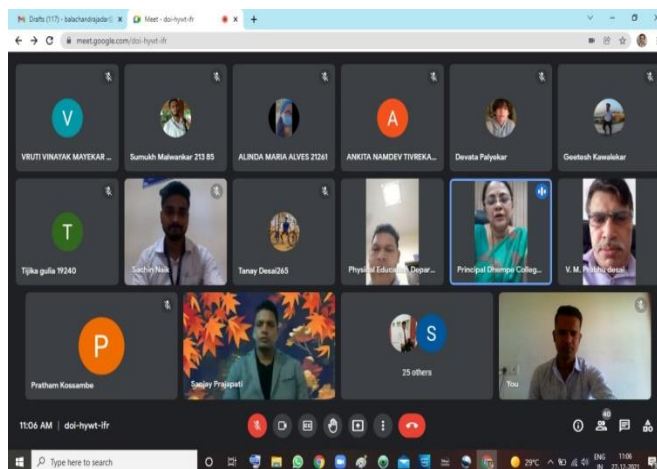 Drafts (117) - kalachandrajadar
Meet - doi-hywt-ifr
meet.google.com/doi-hywt-ifr
V
A
VRUTI VINAYAK MAYEKAR ...
Sumukh Malwankar 213 85
ALINDA MARIA ALVES 21261
ANKITA NAMDEV TIVREKA...
Devata Palyekar
Geetesh Kawalekar
T
Tijika gulia 19240
Sachin Naik
Tanay Desai265
Physical Education Depar...
Principal Dhempe Colleg...
V. M. Prabhu desai
P
S
Pratham Kossambe
Sanjay Prajapati
25 others
You
11:06 AM | doi-hywt-ifr
40
Type here to search
29°C
ENG
IN
11:06
27-12-2021